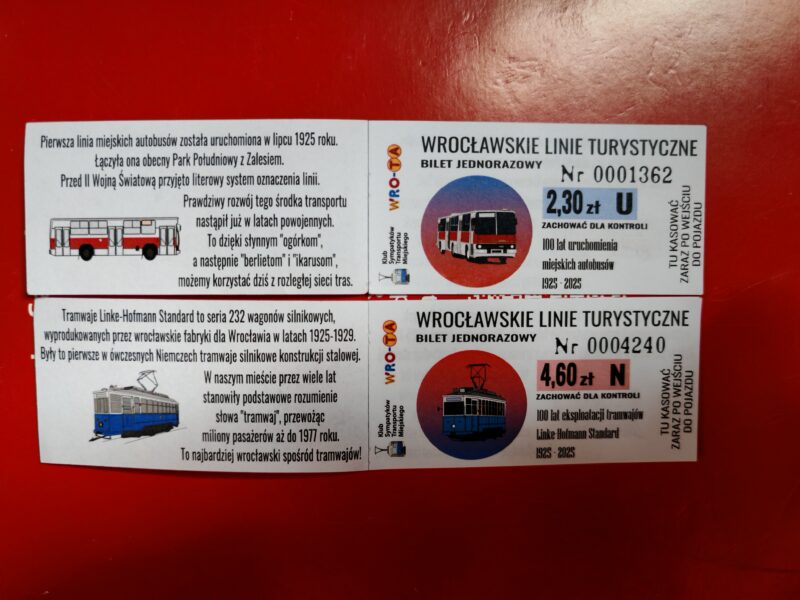 Pierwsza linia miejskich autobusów została uruchomiona w lipcu 1925 roku.
Łączyła ona obecny Park Południowy z Zalesiem.
Przed II Wojną Światową przyjęto literowy system oznaczenia linii.
Prawdziwy rozwój tego środka transportu
nastąpił już w latach powojennych.
To dzięki słynnym "ogórkom",
a następnie "berlietom" i "ikarusom",
możemy korzystać dziś z rozległej sieci tras.
WRO-TA
Klub
Sympatyków
Transportu
Miejskiego
WROCŁAWSKIE LINIE TURYSTYCZNE
BILET JEDNORAZOWY
Nr 0001362
2,30 zł U
ZACHOWAĆ DLA KONTROLI
100 lat uruchomienia
miejskich autobusów
1925 - 2025
TU KASOWAĆ
ZARAZ PO WEJŚCIU
DO POJAZDU
Tramwaje Linke-Hofmann Standard to seria 232 wagonów silnikowych,
wyprodukowanych przez wrocławskie fabryki dla Wrocławia w latach 1925-1929.
Były to pierwsze w ówczesnych Niemczech tramwaje silnikowe konstrukcji stalowej.
W naszym mieście przez wiele lat
stanowiły podstawowe rozumienie
słowa "tramwaj", przewożąc
miliony pasażerów aż do 1977 roku.
To najbardziej wrocławski spośród tramwajów!
WRO-TA
Klub
Sympatyków
Transportu
Miejskiego
WROCŁAWSKIE LINIE TURYSTYCZNE
BILET JEDNORAZOWY
Nr 0004240
4,60 zł N
ZACHOWAĆ DLA KONTROLI
100 lat eksploatacji tramwajów
Linke Hofmann Standard
1925 - 2025
TU KASOWAĆ
ZARAZ PO WEJŚCIU
DO POJAZDU